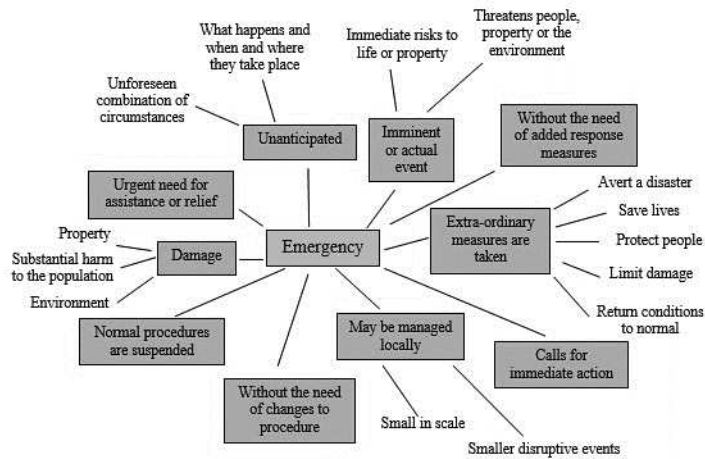 What happens and
when and where
they take place
Immediate risks to
life or property
Threatens people,
property or the
environment
Unforeseen
combination of
circumstances
Unanticipated
Imminent
or actual
event
Without the need
of added response
measures
Urgent need for
assistance or relief
Avert a disaster
Save lives
Protect people
Limit damage
Return conditions
to normal
Extra-ordinary
measures are
taken
Emergency
Property
Substantial harm
to the population
Environment
Damage
Normal procedures
are suspended
Without the need
of changes to
procedure
May be managed
locally
Small in scale
Smaller disruptive events
Calls for
immediate action